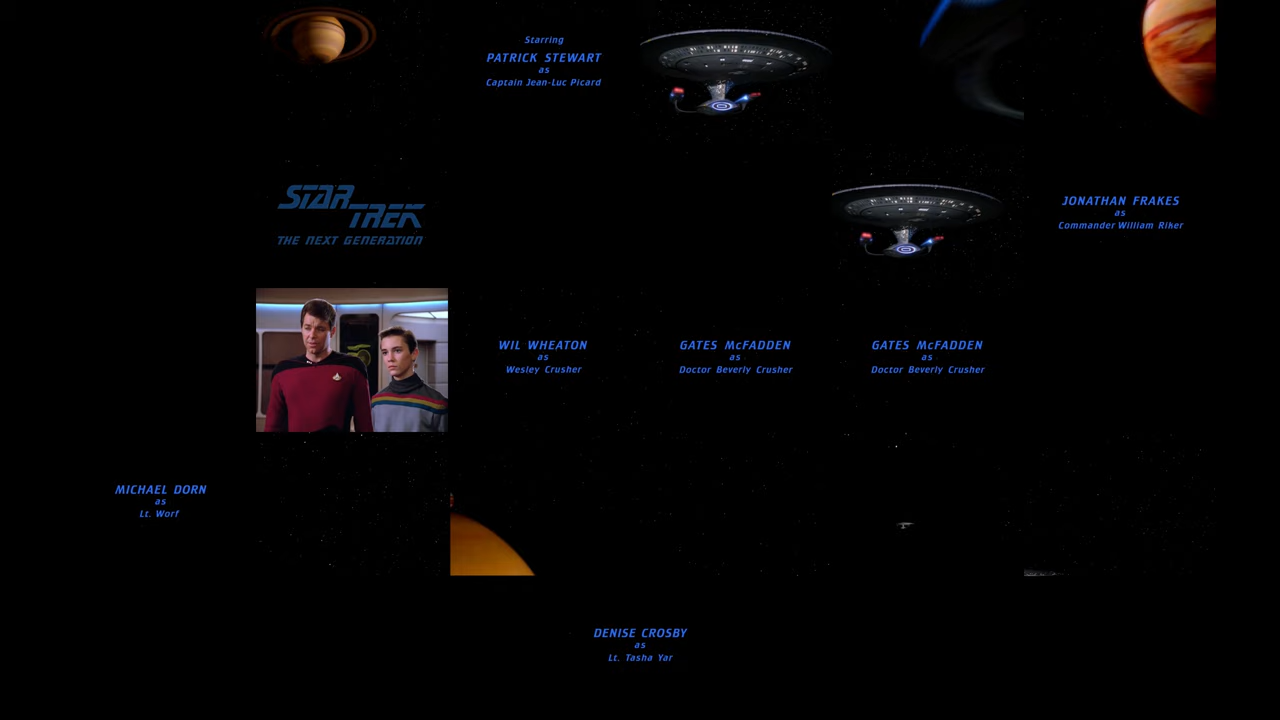 Starring
PATRICK STEWART
as
Captain Jean-Luc Picard
STAR
TREK
THE NEXT GENERATION
JONATHAN FRAKES
as
Commander William Riker
WIL WHEATON
as
Wesley Crusher
GATES McFADDEN
as
Doctor Beverly Crusher
GATES McFADDEN
as
Doctor Beverly Crusher
MICHAEL DORN
as
Lt. Worf
DENISE CROSBY
as
Lt. Tasha Yar